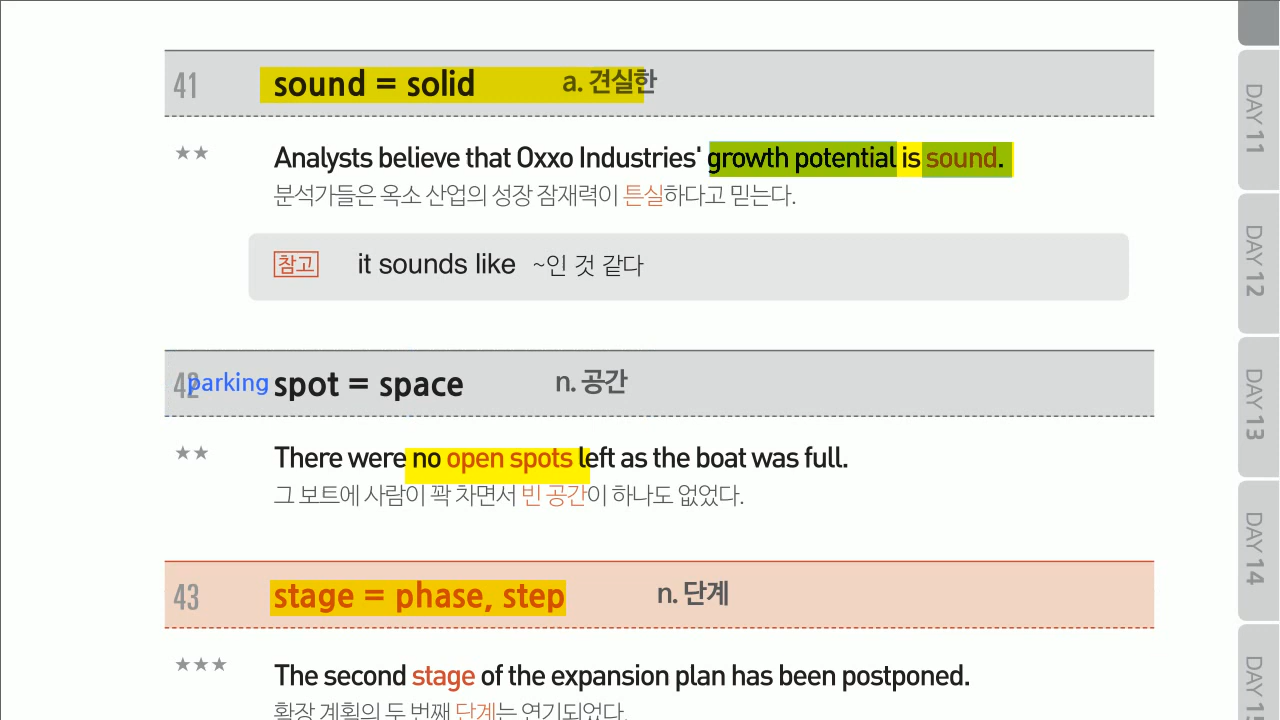 41 sound = solid a. 견실한
★★ Analysts believe that Oxxo Industries' growth potential is sound.
분석가들은 옥소 산업의 성장 잠재력이 튼실하다고 믿는다.
참고 it sounds like ~인 것 같다
42 parking spot = space n. 공간
★★ There were no open spots left as the boat was full.
그 보트에 사람이 꽉 차면서 빈 공간이 하나도 없었다.
43 stage = phase, step n. 단계
★★★ The second stage of the expansion plan has been postponed.
확장 계획의 두 번째 단계는 연기되었다.
DAY 11
DAY 12
DAY 13
DAY 14
DAY 15